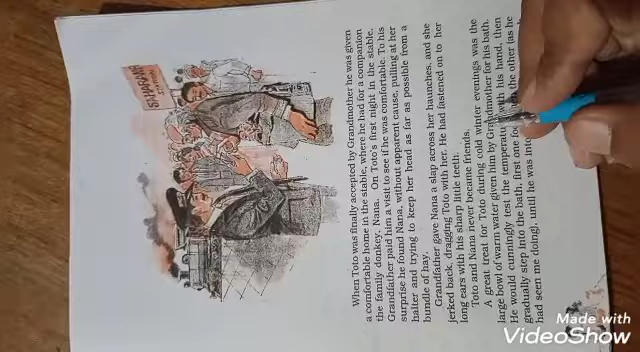 SHARANA
When Toto was finally accepted by Grandmother he was given
a comfortable home in the stable, where he had for a companion
the family donkey, Nana. On Toto's first night in the stable,
Grandfather paid him a visit to see if he was comfortable. To his
surprise he found Nana, without apparent cause, pulling at her
halter and trying to keep her head as far as possible from a
bundle of hay.
Grandfather gave Nana a slap across her haunches, and she
jerked back, dragging Toto with her. He had fastened on to her
long ears with his sharp little teeth.
Toto and Nana never became friends.
A great treat for Toto during cold winter evenings was the
large bowl of warm water given him by Grandmother for his bath.
He would cunningly test the temperature with his hand, then
gradually step into the bath, first one the other (as he
had seen me doing), until he was into
Made with
VideoShow